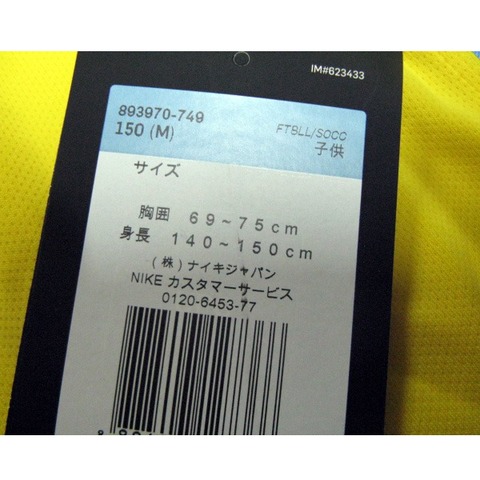 IM#623433
893970-749
150 (M)
FTBLL/SOCC
子供
サイズ
胸囲 69~75cm
身長 140~150cm
(株)ナイキジャパン
NIKE カスタマーサービス
0120-6453-77